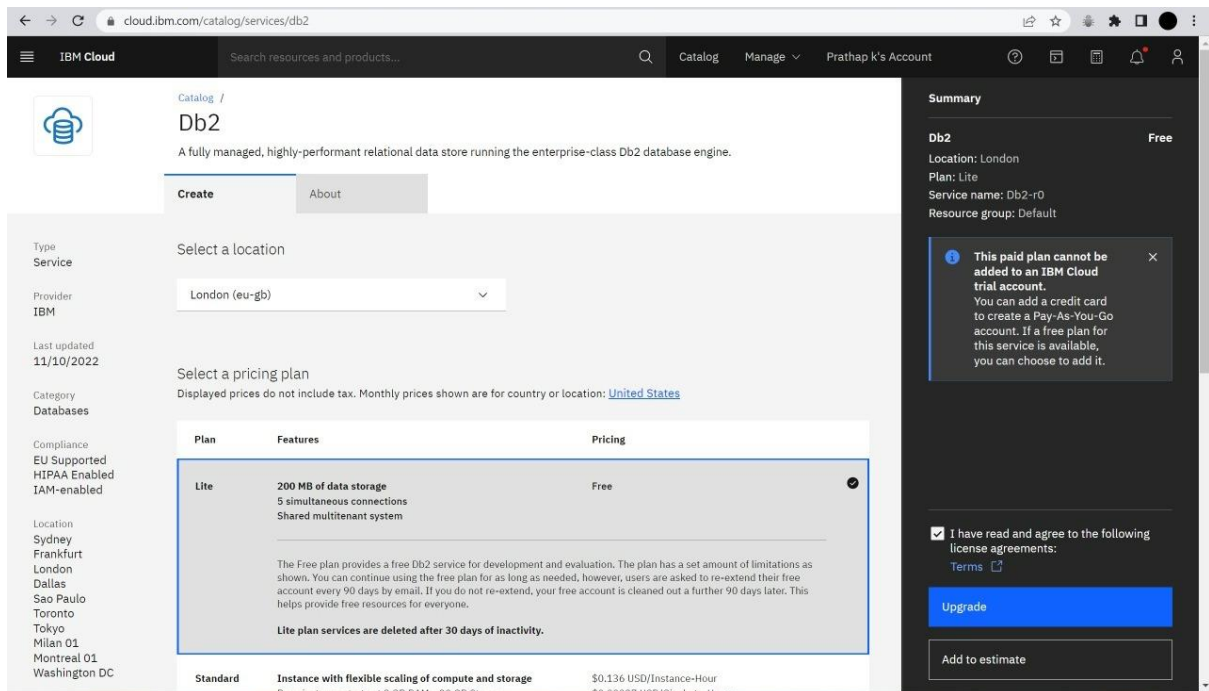 cloud.ibm.com/catalog/services/db2
IBM Cloud
Search resources and products...
Catalog
Manage
Prathap k's Account
Catalog /
Db2
A fully managed, highly-performant relational data store running the enterprise-class Db2 database engine.
Create
About
Type
Service
Provider
IBM
Last updated
11/10/2022
Category
Databases
Compliance
EU Supported
HIPAA Enabled
IAM-enabled
Location
Sydney
Frankfurt
London
Dallas
Sao Paulo
Toronto
Tokyo
Milan 01
Montreal 01
Washington DC
Select a location
London (eu-gb)
Select a pricing plan
Displayed prices do not include tax. Monthly prices shown are for country or location: United States
Plan Features Pricing
Lite 200 MB of data storage Free
5 simultaneous connections
Shared multitenant system
The Free plan provides a free Db2 service for development and evaluation. The plan has a set amount of limitations as
shown. You can continue using the free plan for as long as needed, however, users are asked to re-extend their free
account every 90 days by email. If you do not re-extend, your free account is cleaned out a further 90 days later. This
helps provide free resources for everyone.
Lite plan services are deleted after 30 days of inactivity.
Standard Instance with flexible scaling of compute and storage $0.136 USD/Instance-Hour
Summary
Db2 Free
Location: London
Plan: Lite
Service name: Db2-r0
Resource group: Default
This paid plan cannot be
added to an IBM Cloud
trial account.
You can add a credit card
to create a Pay-As-You-Go
account. If a free plan for
this service is available,
you can choose to add it.
I have read and agree to the following
license agreements:
Terms
Upgrade
Add to estimate